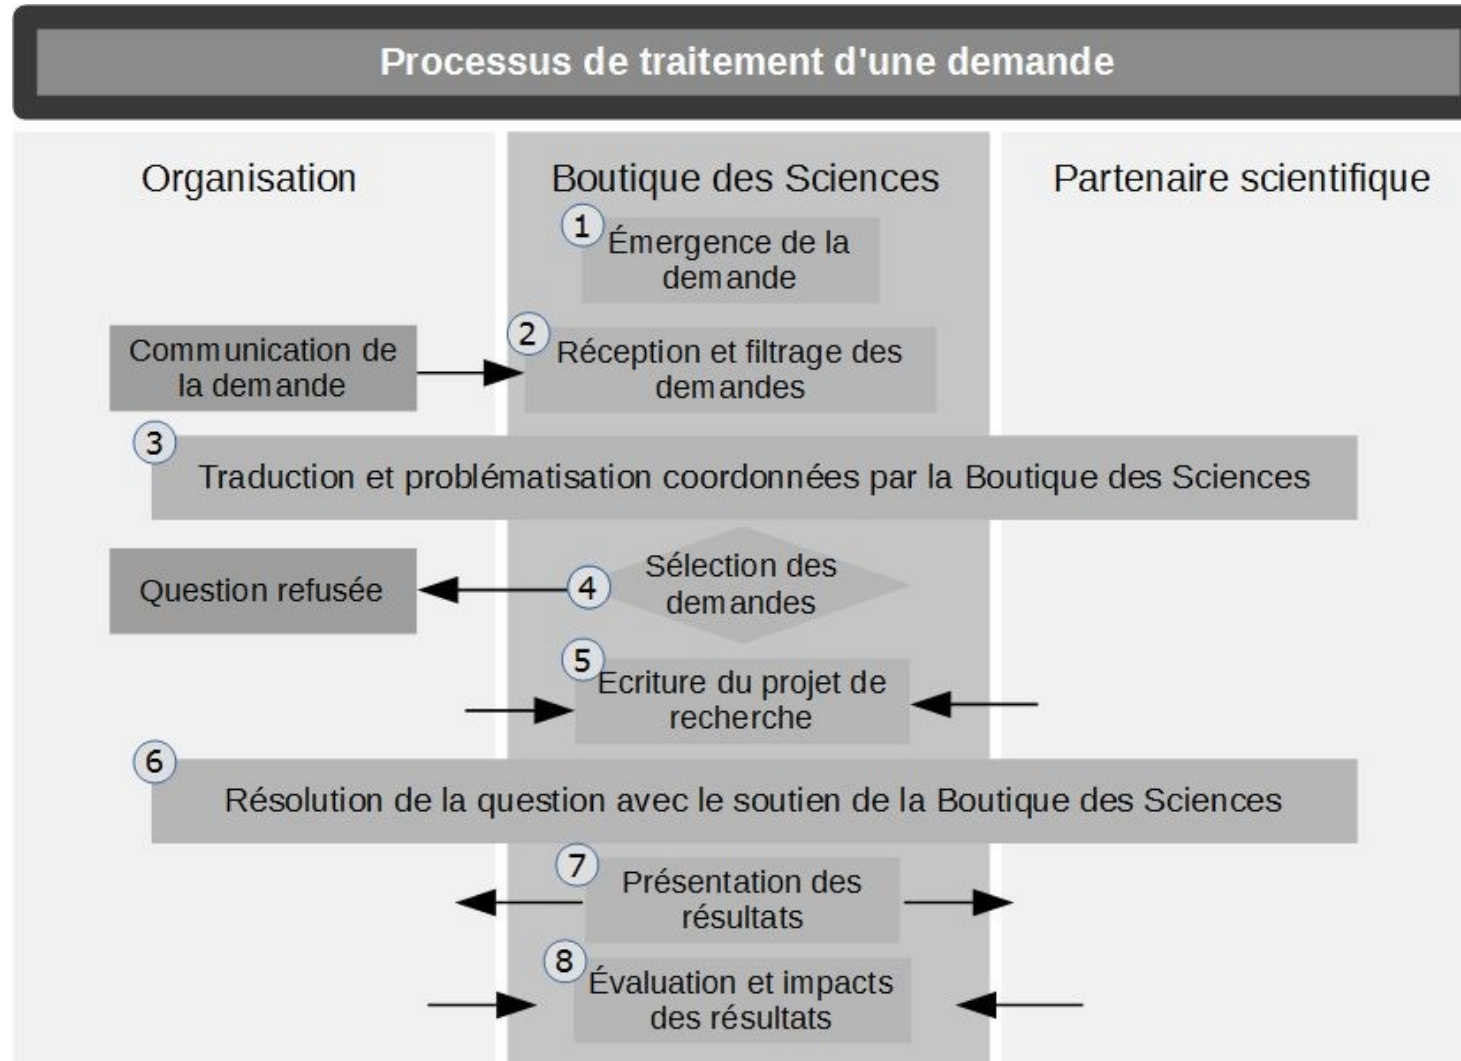 Processus de traitement d'une demande
Organisation
Boutique des Sciences
Partenaire scientifique
1
Émergence de la
demande
Communication de
la demande
2
Réception et filtrage des
demandes
3
Traduction et problématisation coordonnées par la Boutique des Sciences
Question refusée
4
Sélection des
demandes
5
Ecriture du projet de
recherche
6
Résolution de la question avec le soutien de la Boutique des Sciences
7
Présentation des
résultats
8
Évaluation et impacts
des résultats